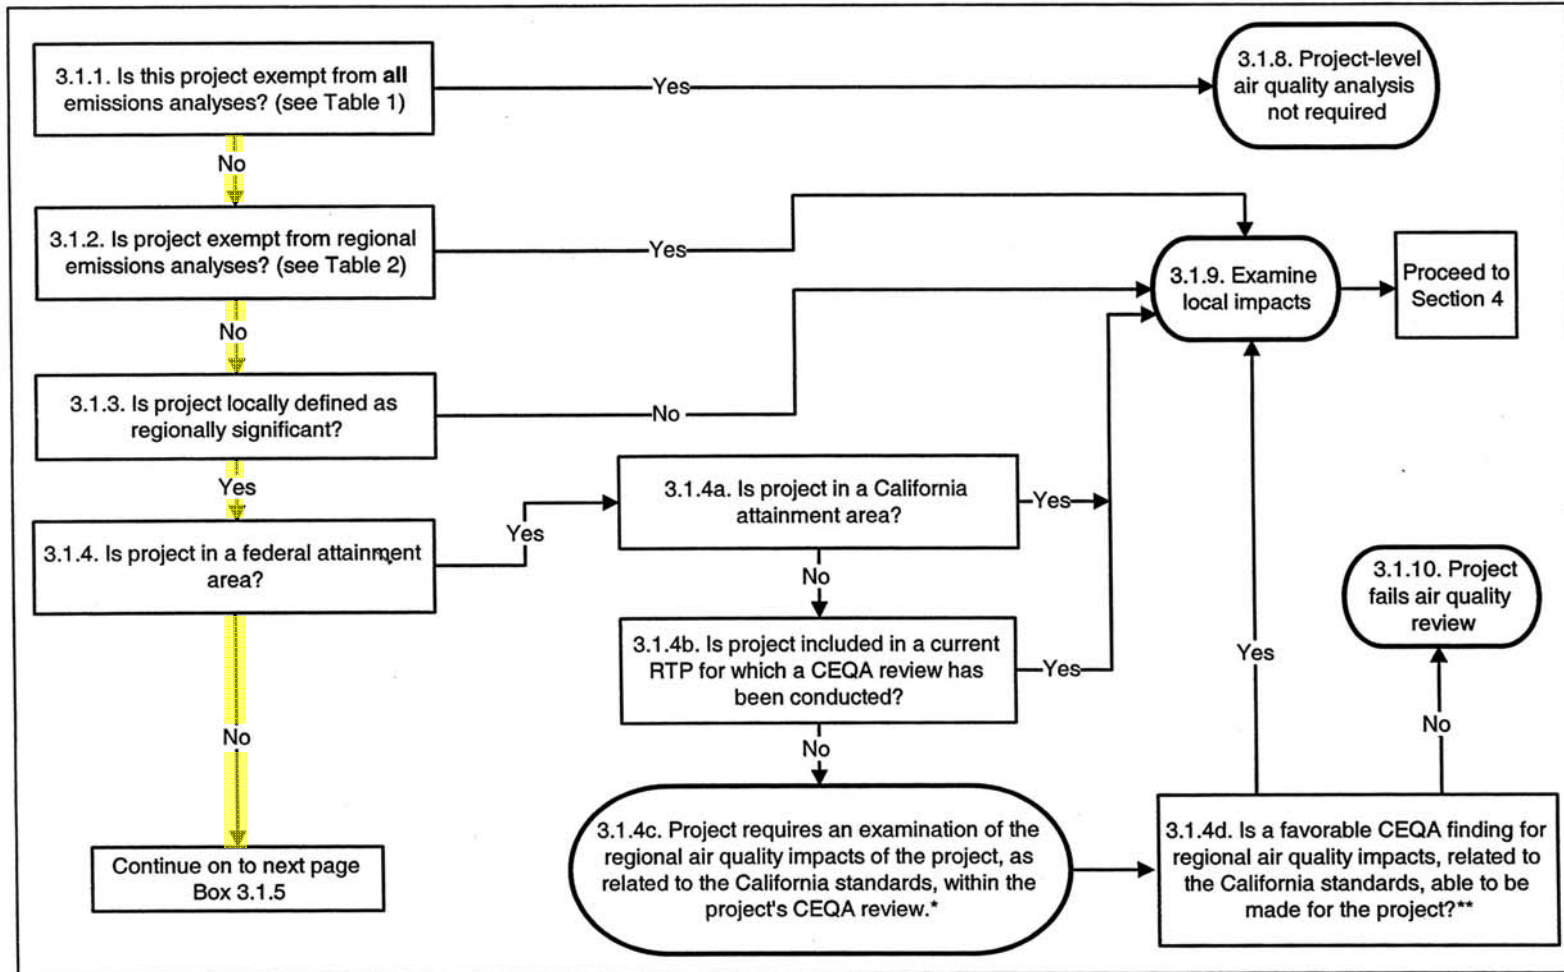 3.1.1. Is this project exempt from all
emissions analyses? (see Table 1)
Yes
3.1.8. Project-level
air quality analysis
not required
No
3.1.2. Is project exempt from regional
emissions analyses? (see Table 2)
Yes
3.1.9. Examine
local impacts
Proceed to
Section 4
No
3.1.3. Is project locally defined as
regionally significant?
No
Yes
3.1.4. Is project in a federal attainment
area?
Yes
3.1.4a. Is project in a California
attainment area?
Yes
No
3.1.4b. Is project included in a current
RTP for which a CEQA review has
been conducted?
Yes
No
3.1.4c. Project requires an examination of the
regional air quality impacts of the project, as
related to the California standards, within the
project's CEQA review.*
3.1.4d. Is a favorable CEQA finding for
regional air quality impacts, related to
the California standards, able to be
made for the project?**
Yes
No
3.1.10. Project
fails air quality
review
No
Continue on to next page
Box 3.1.5